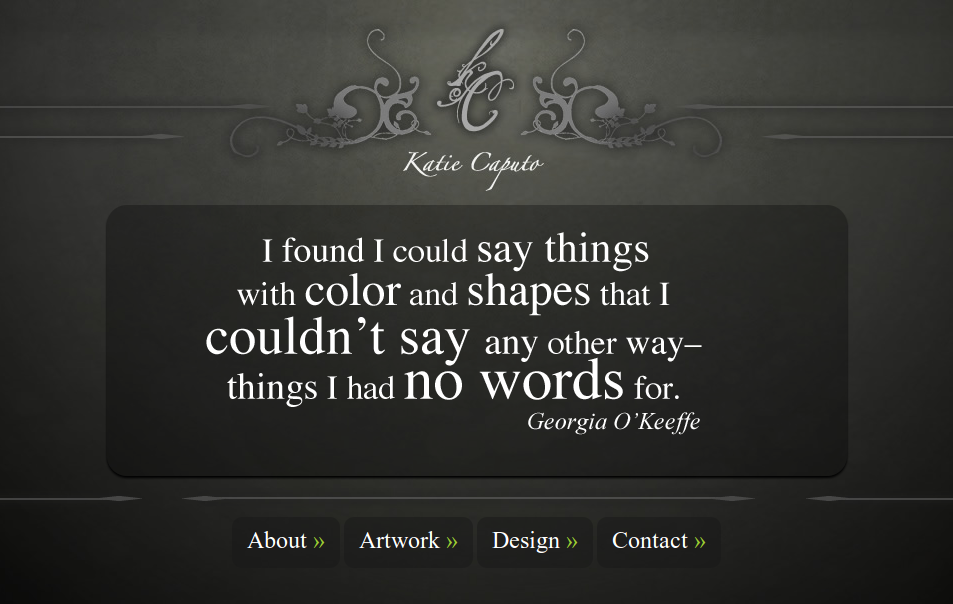 kC
Katie Caputo
I found I could say things
with color and shapes that I
couldn’t say any other way–
things I had no words for.
Georgia O’Keeffe
About » Artwork » Design » Contact »